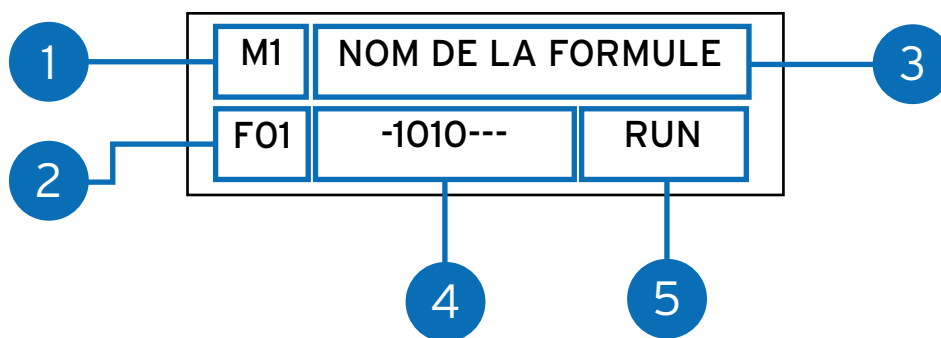 1 M1 NOM DE LA FORMULE 3
2 F01 -1010--- RUN
4 5